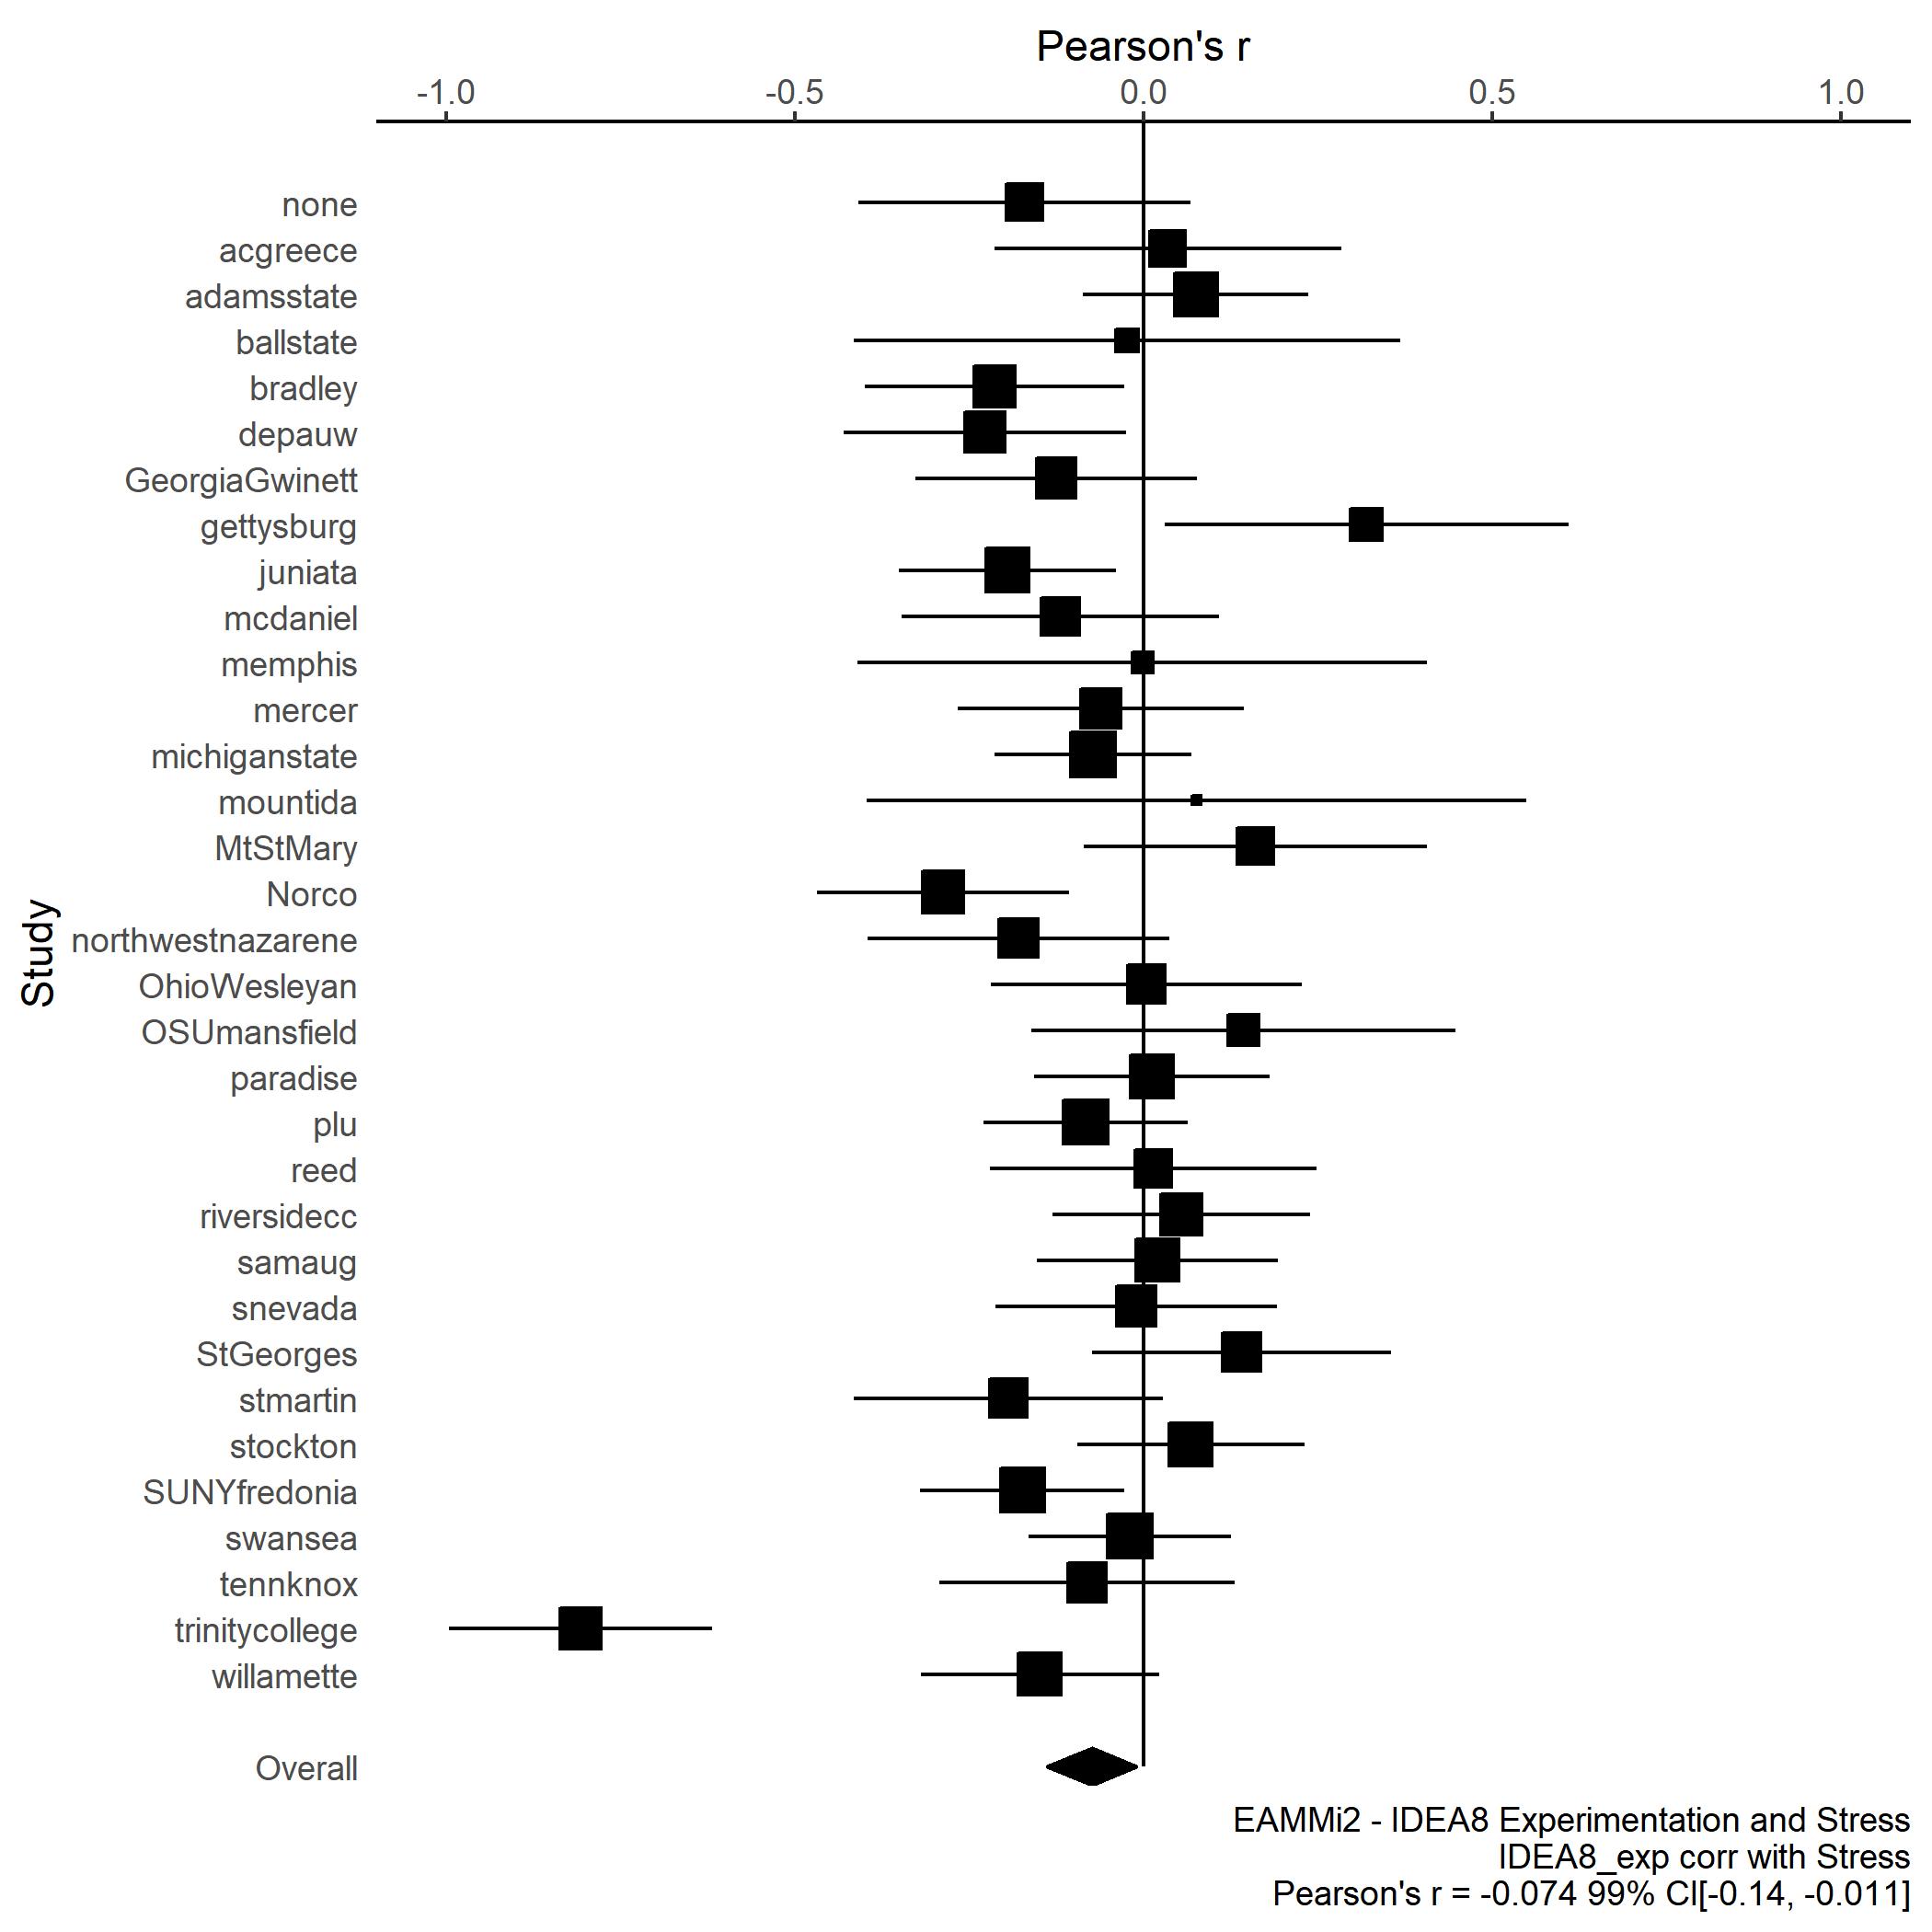 Pearson's r
-1.0 -0.5 0.0 0.5 1.0
none
acgreece
adamsstate
ballstate
bradley
depauw
GeorgiaGwinett
gettysburg
juniata
mcdaniel
memphis
mercer
michiganstate
mountida
MtStMary
Norco
northwestnazarene
OhioWesleyan
OSUmansfield
paradise
plu
reed
riversidecc
samaug
snevada
StGeorges
stmartin
stockton
SUNYfredonia
swansea
tennknox
trinitycollege
willamette
Overall
Study
EAMMi2 - IDEA8 Experimentation and Stress
IDEA8_exp corr with Stress
Pearson's r = -0.074 99% CI[-0.14, -0.011]